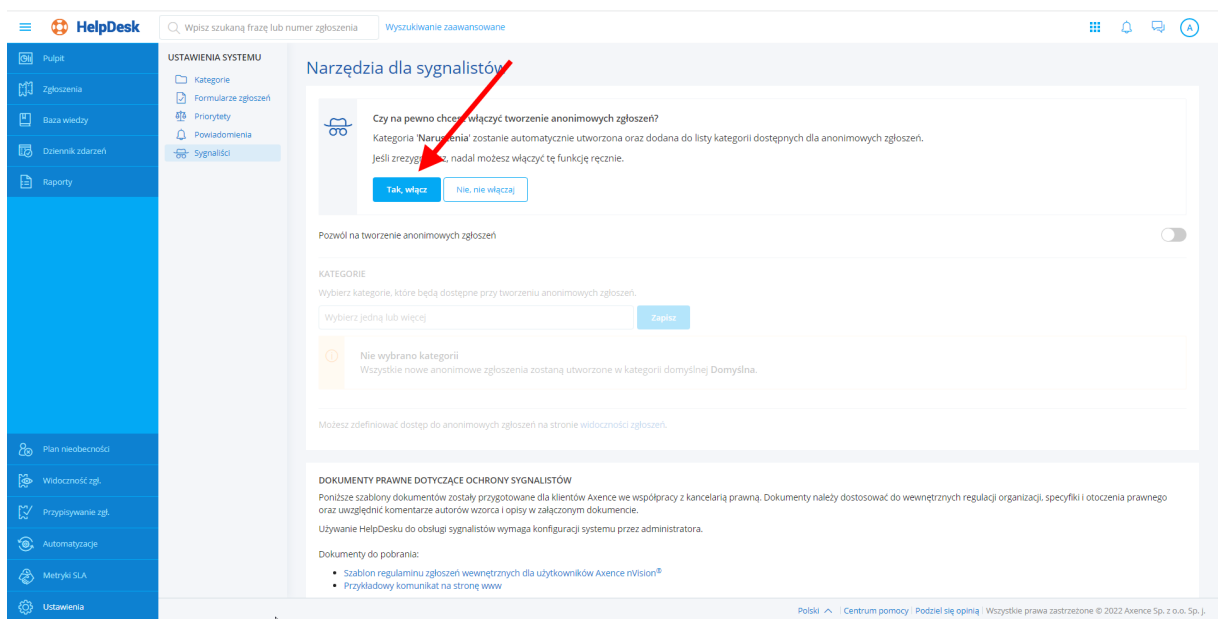 HelpDesk
Wpisz szukaną frazę lub numer zgłoszenia
Wyszukiwanie zaawansowane
A
Pulpit
Zgłoszenia
Baza wiedzy
Dziennik zdarzeń
Raporty
Plan nieobecności
Widoczność zgł.
Przypisywanie zgł.
Automatyzacje
Metryki SLA
Ustawienia
USTAWIENIA SYSTEMU
Kategorie
Formularze zgłoszeń
Priorytety
Powiadomienia
Sygnaliści
Narzędzia dla sygnalistów
Czy na pewno chcesz włączyć tworzenie anonimowych zgłoszeń?
Kategoria 'Naruszenia' zostanie automatycznie utworzona oraz dodana do listy kategorii dostępnych dla anonimowych zgłoszeń.
Jeśli zrezygnujesz, nadal możesz włączyć tę funkcję ręcznie.
Tak, włącz
Nie, nie włączaj
Pozwól na tworzenie anonimowych zgłoszeń
KATEGORIE
Wybierz kategorie, które będą dostępne przy tworzeniu anonimowych zgłoszeń.
Wybierz jedną lub więcej
Zapisz
Nie wybrano kategorii
Wszystkie nowe anonimowe zgłoszenia zostaną utworzone w kategorii domyślnej Domyślna.
Możesz zdefiniować dostęp do anonimowych zgłoszeń na stronie widoczności zgłoszeń.
DOKUMENTY PRAWNE DOTYCZĄCE OCHRONY SYGNALISTÓW
Poniższe szablony dokumentów zostały przygotowane dla klientów Axence we współpracy z kancelarią prawną. Dokumenty należy dostosować do wewnętrznych regulacji organizacji, specyfiki i otoczenia prawnego
oraz uwzględnić komentarze autorów wzorca i opisy w załączonym dokumencie.
Używanie HelpDesku do obsługi sygnalistów wymaga konfiguracji systemu przez administratora.
Dokumenty do pobrania:
Szablon regulaminu zgłoszeń wewnętrznych dla użytkowników Axence nVision®
Przykładowy komunikat na stronę www
Polski | Centrum pomocy | Podziel się opinią | Wszystkie prawa zastrzeżone © 2022 Axence Sp. z o.o. Sp. j.